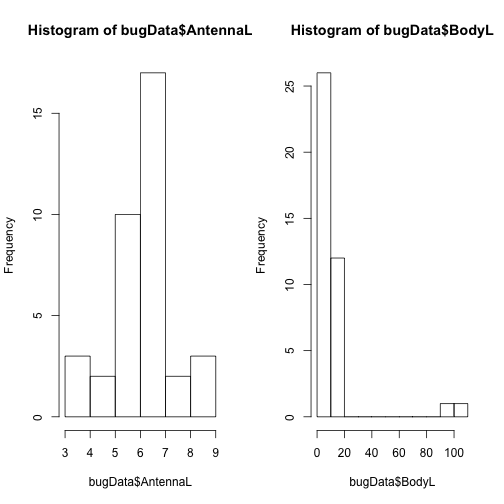 Histogram of bugData$AntennaL
Frequency
15
10
5
0
3 4 5 6 7 8 9
bugData$AntennaL
Histogram of bugData$BodyL
Frequency
25
20
15
10
5
0
0 20 40 60 80 100
bugData$BodyL